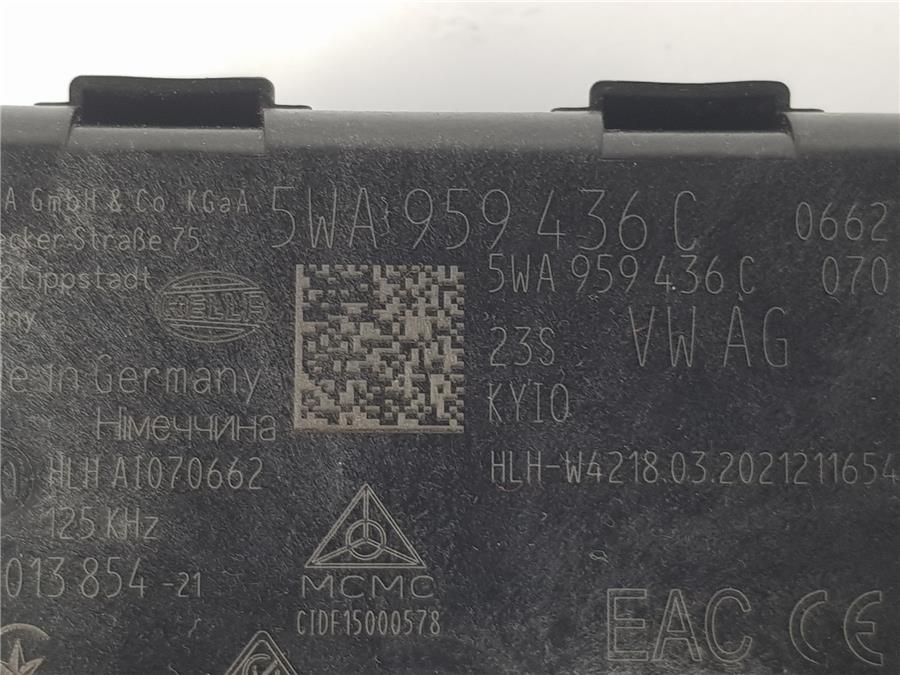 A GmbH & Co. KGaA 5WA 959 436 C 0662
ecker Straße 75
5WA 959 436 C 070
2 Lippstadt
HELLA
ny
23S VW AG
e in Germany
KYIO
Німеччина
HLH AI070662
HLH-W4218.03.2021211654
125 KHz
013 854 -21
MCMC
CIDF15000578
EAC CE